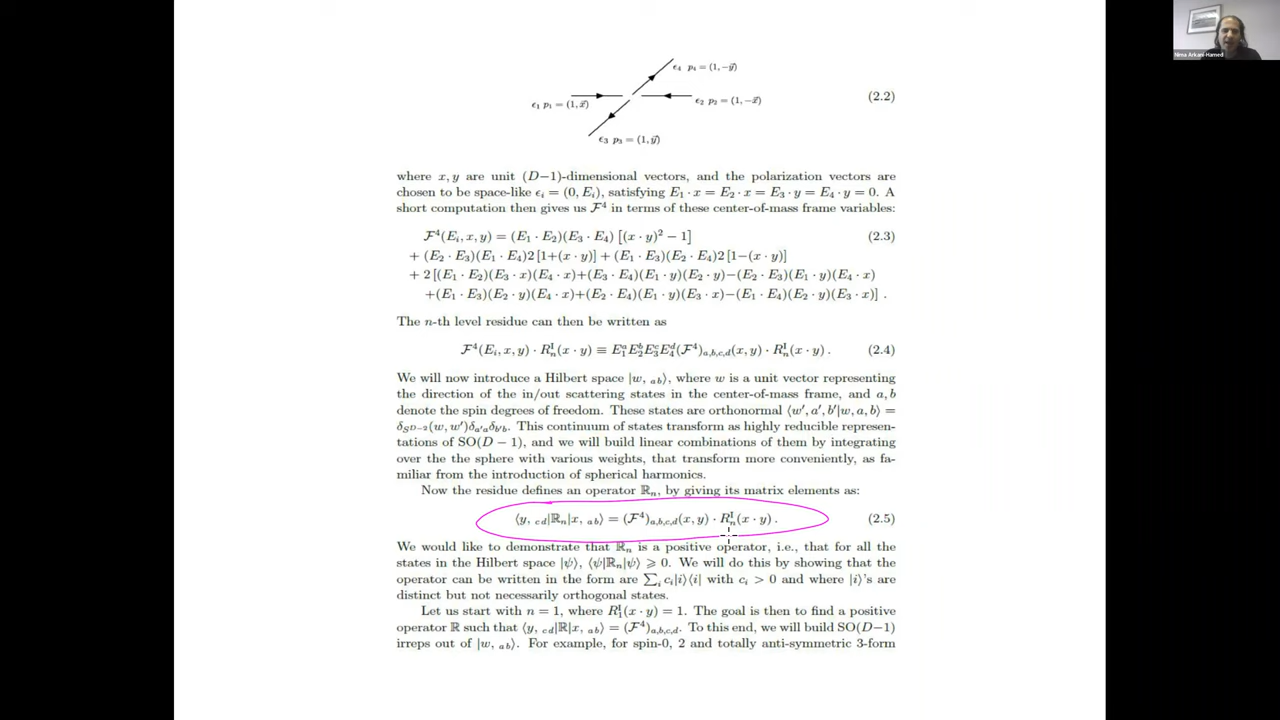 Nima Arkani-Hamed
ϵ₄ p₄ = (1, −y⃗)
ϵ₁ p₁ = (1, x⃗)
ϵ₂ p₂ = (1, −x⃗)
(2.2)
ϵ₃ p₃ = (1, y⃗)
where x, y are unit (D−1)-dimensional vectors, and the polarization vectors are
chosen to be space-like ϵᵢ = (0, Eᵢ), satisfying E₁ · x = E₂ · x = E₃ · y = E₄ · y = 0. A
short computation then gives us ℱ⁴ in terms of these center-of-mass frame variables:
ℱ⁴(Eᵢ, x, y) = (E₁ · E₂)(E₃ · E₄) [(x · y)² − 1] (2.3)
+ (E₂ · E₃)(E₁ · E₄)2 [1+(x · y)] + (E₁ · E₃)(E₂ · E₄)2 [1−(x · y)]
+ 2 [(E₁ · E₂)(E₃ · x)(E₄ · x)+(E₃ · E₄)(E₁ · y)(E₂ · y)−(E₂ · E₃)(E₁ · y)(E₄ · x)
+(E₁ · E₃)(E₂ · y)(E₄ · x)+(E₂ · E₄)(E₁ · y)(E₃ · x)−(E₁ · E₄)(E₂ · y)(E₃ · x)] .
The n-th level residue can then be written as
ℱ⁴(Eᵢ, x, y) · Rₙᴵ(x · y) ≡ E₁ᵃE₂ᵇE₃ᶜE₄ᵈ(ℱ⁴)a,b,c,d(x, y) · Rₙᴵ(x · y) . (2.4)
We will now introduce a Hilbert space |w, ab⟩, where w is a unit vector representing
the direction of the in/out scattering states in the center-of-mass frame, and a, b
denote the spin degrees of freedom. These states are orthonormal ⟨w′, a′, b′|w, a, b⟩ =
δS^{D−2}(w, w′)δa′aδb′b. This continuum of states transform as highly reducible represen-
tations of SO(D − 1), and we will build linear combinations of them by integrating
over the the sphere with various weights, that transform more conveniently, as fa-
miliar from the introduction of spherical harmonics.
Now the residue defines an operator ℝₙ, by giving its matrix elements as:
⟨y, cd|ℝₙ|x, ab⟩ = (ℱ⁴)a,b,c,d(x, y) · Rₙᴵ(x · y) . (2.5)
We would like to demonstrate that ℝₙ is a positive operator, i.e., that for all the
states in the Hilbert space |ψ⟩, ⟨ψ|ℝₙ|ψ⟩ ⩾ 0. We will do this by showing that the
operator can be written in the form are ∑ᵢ cᵢ|i⟩⟨i| with cᵢ > 0 and where |i⟩'s are
distinct but not necessarily orthogonal states.
Let us start with n = 1, where R₁ᴵ(x · y) = 1. The goal is then to find a positive
operator ℝ such that ⟨y, cd|ℝ|x, ab⟩ = (ℱ⁴)a,b,c,d. To this end, we will build SO(D−1)
irreps out of |w, ab⟩. For example, for spin-0, 2 and totally anti-symmetric 3-form